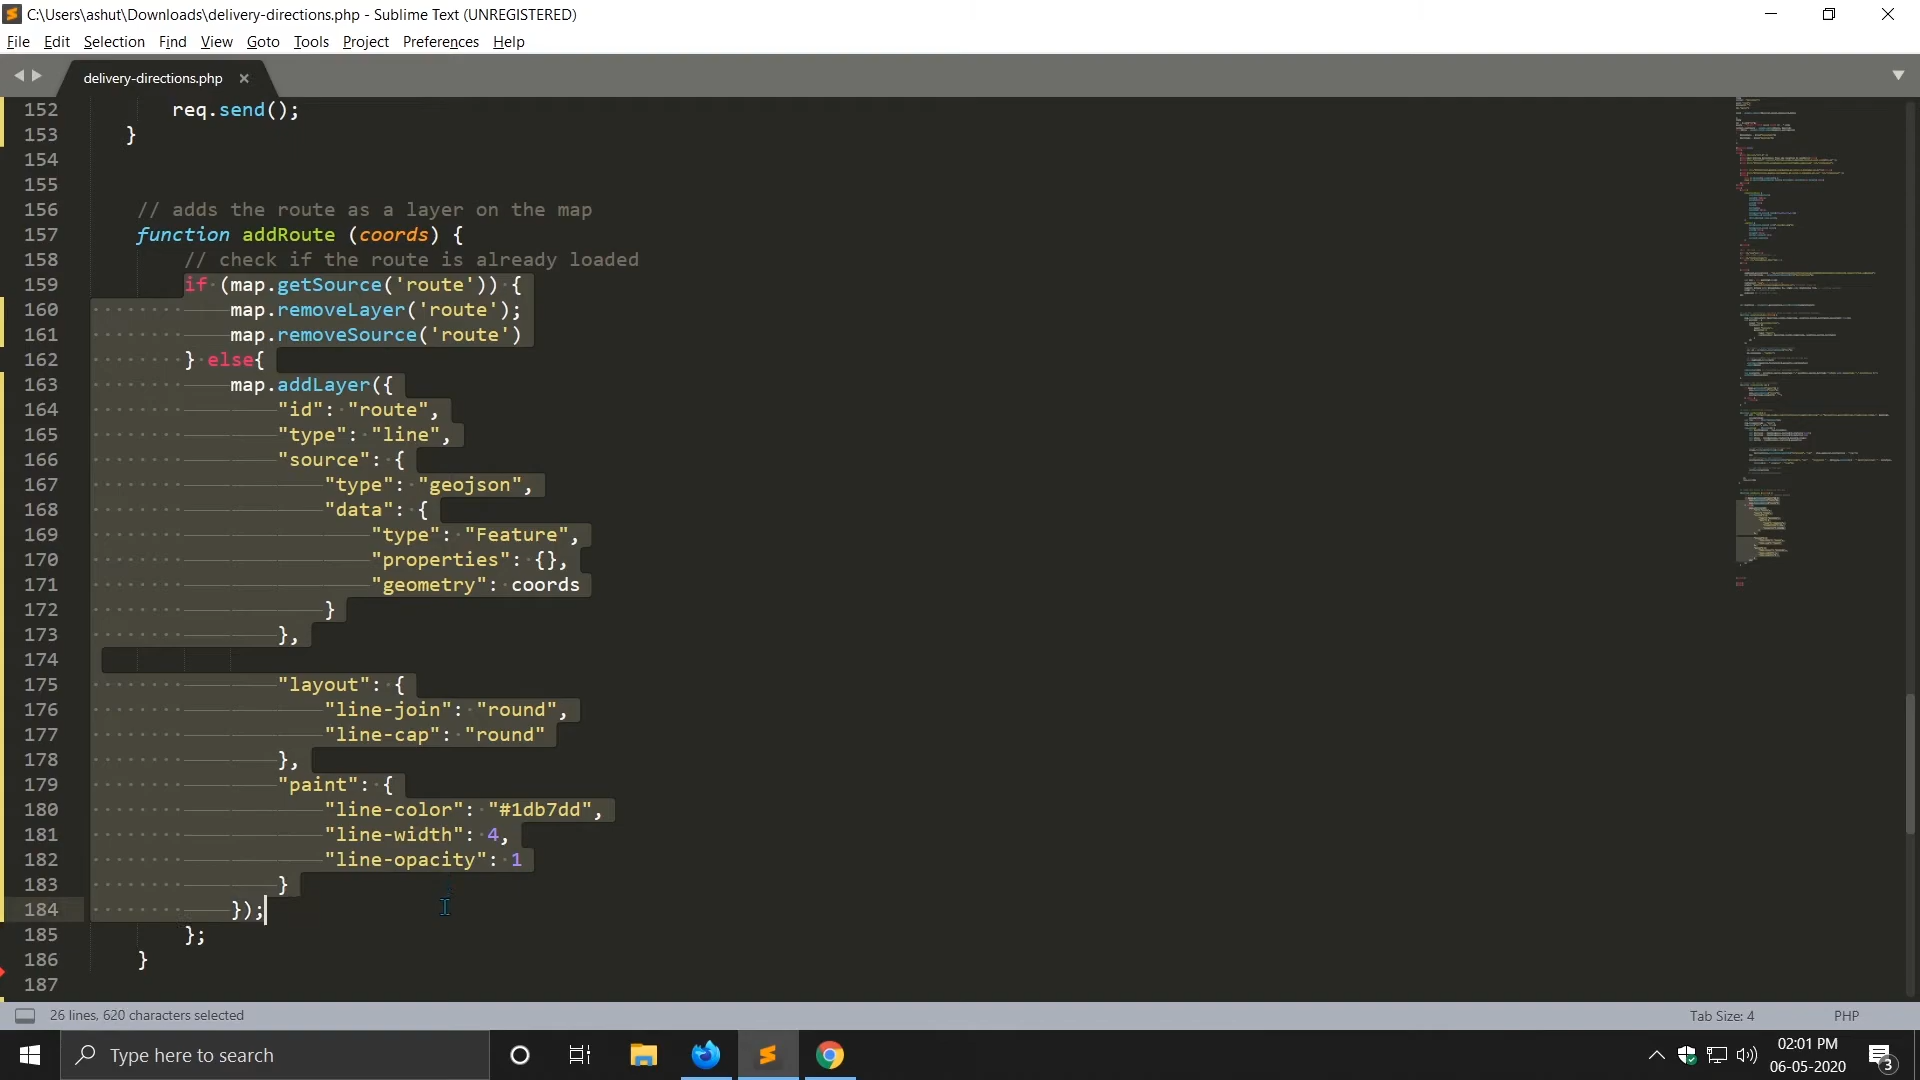 C:\Users\ashut\Downloads\delivery-directions.php - Sublime Text (UNREGISTERED)
File Edit Selection Find View Goto Tools Project Preferences Help
delivery-directions.php
152 req.send();
153 }
154
155
156 // adds the route as a layer on the map
157 function addRoute (coords) {
158 // check if the route is already loaded
159 if (map.getSource('route')) {
160 map.removeLayer('route');
161 map.removeSource('route')
162 } else{
163 map.addLayer({
164 "id": "route",
165 "type": "line",
166 "source": {
167 "type": "geojson",
168 "data": {
169 "type": "Feature",
170 "properties": {},
171 "geometry": coords
172 }
173 },
174
175 "layout": {
176 "line-join": "round",
177 "line-cap": "round"
178 },
179 "paint": {
180 "line-color": "#1db7dd",
181 "line-width": 4,
182 "line-opacity": 1
183 }
184 });
185 };
186 }
187
26 lines, 620 characters selected
Tab Size: 4
PHP
Type here to search
02:01 PM
06-05-2020
3